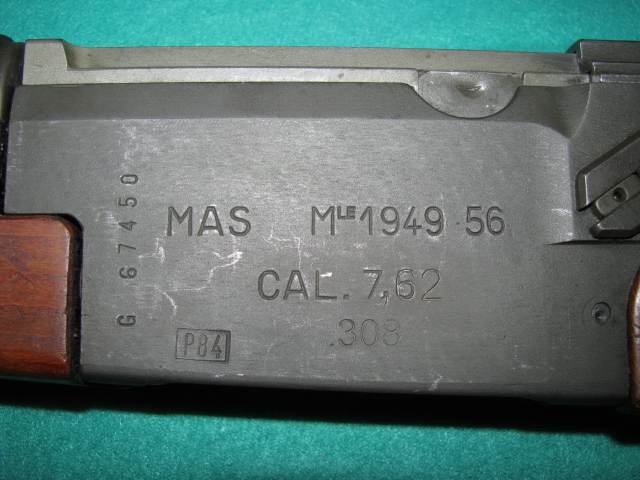 G 67450
MAS MLE 1949 56
CAL. 7,62
.308
P84